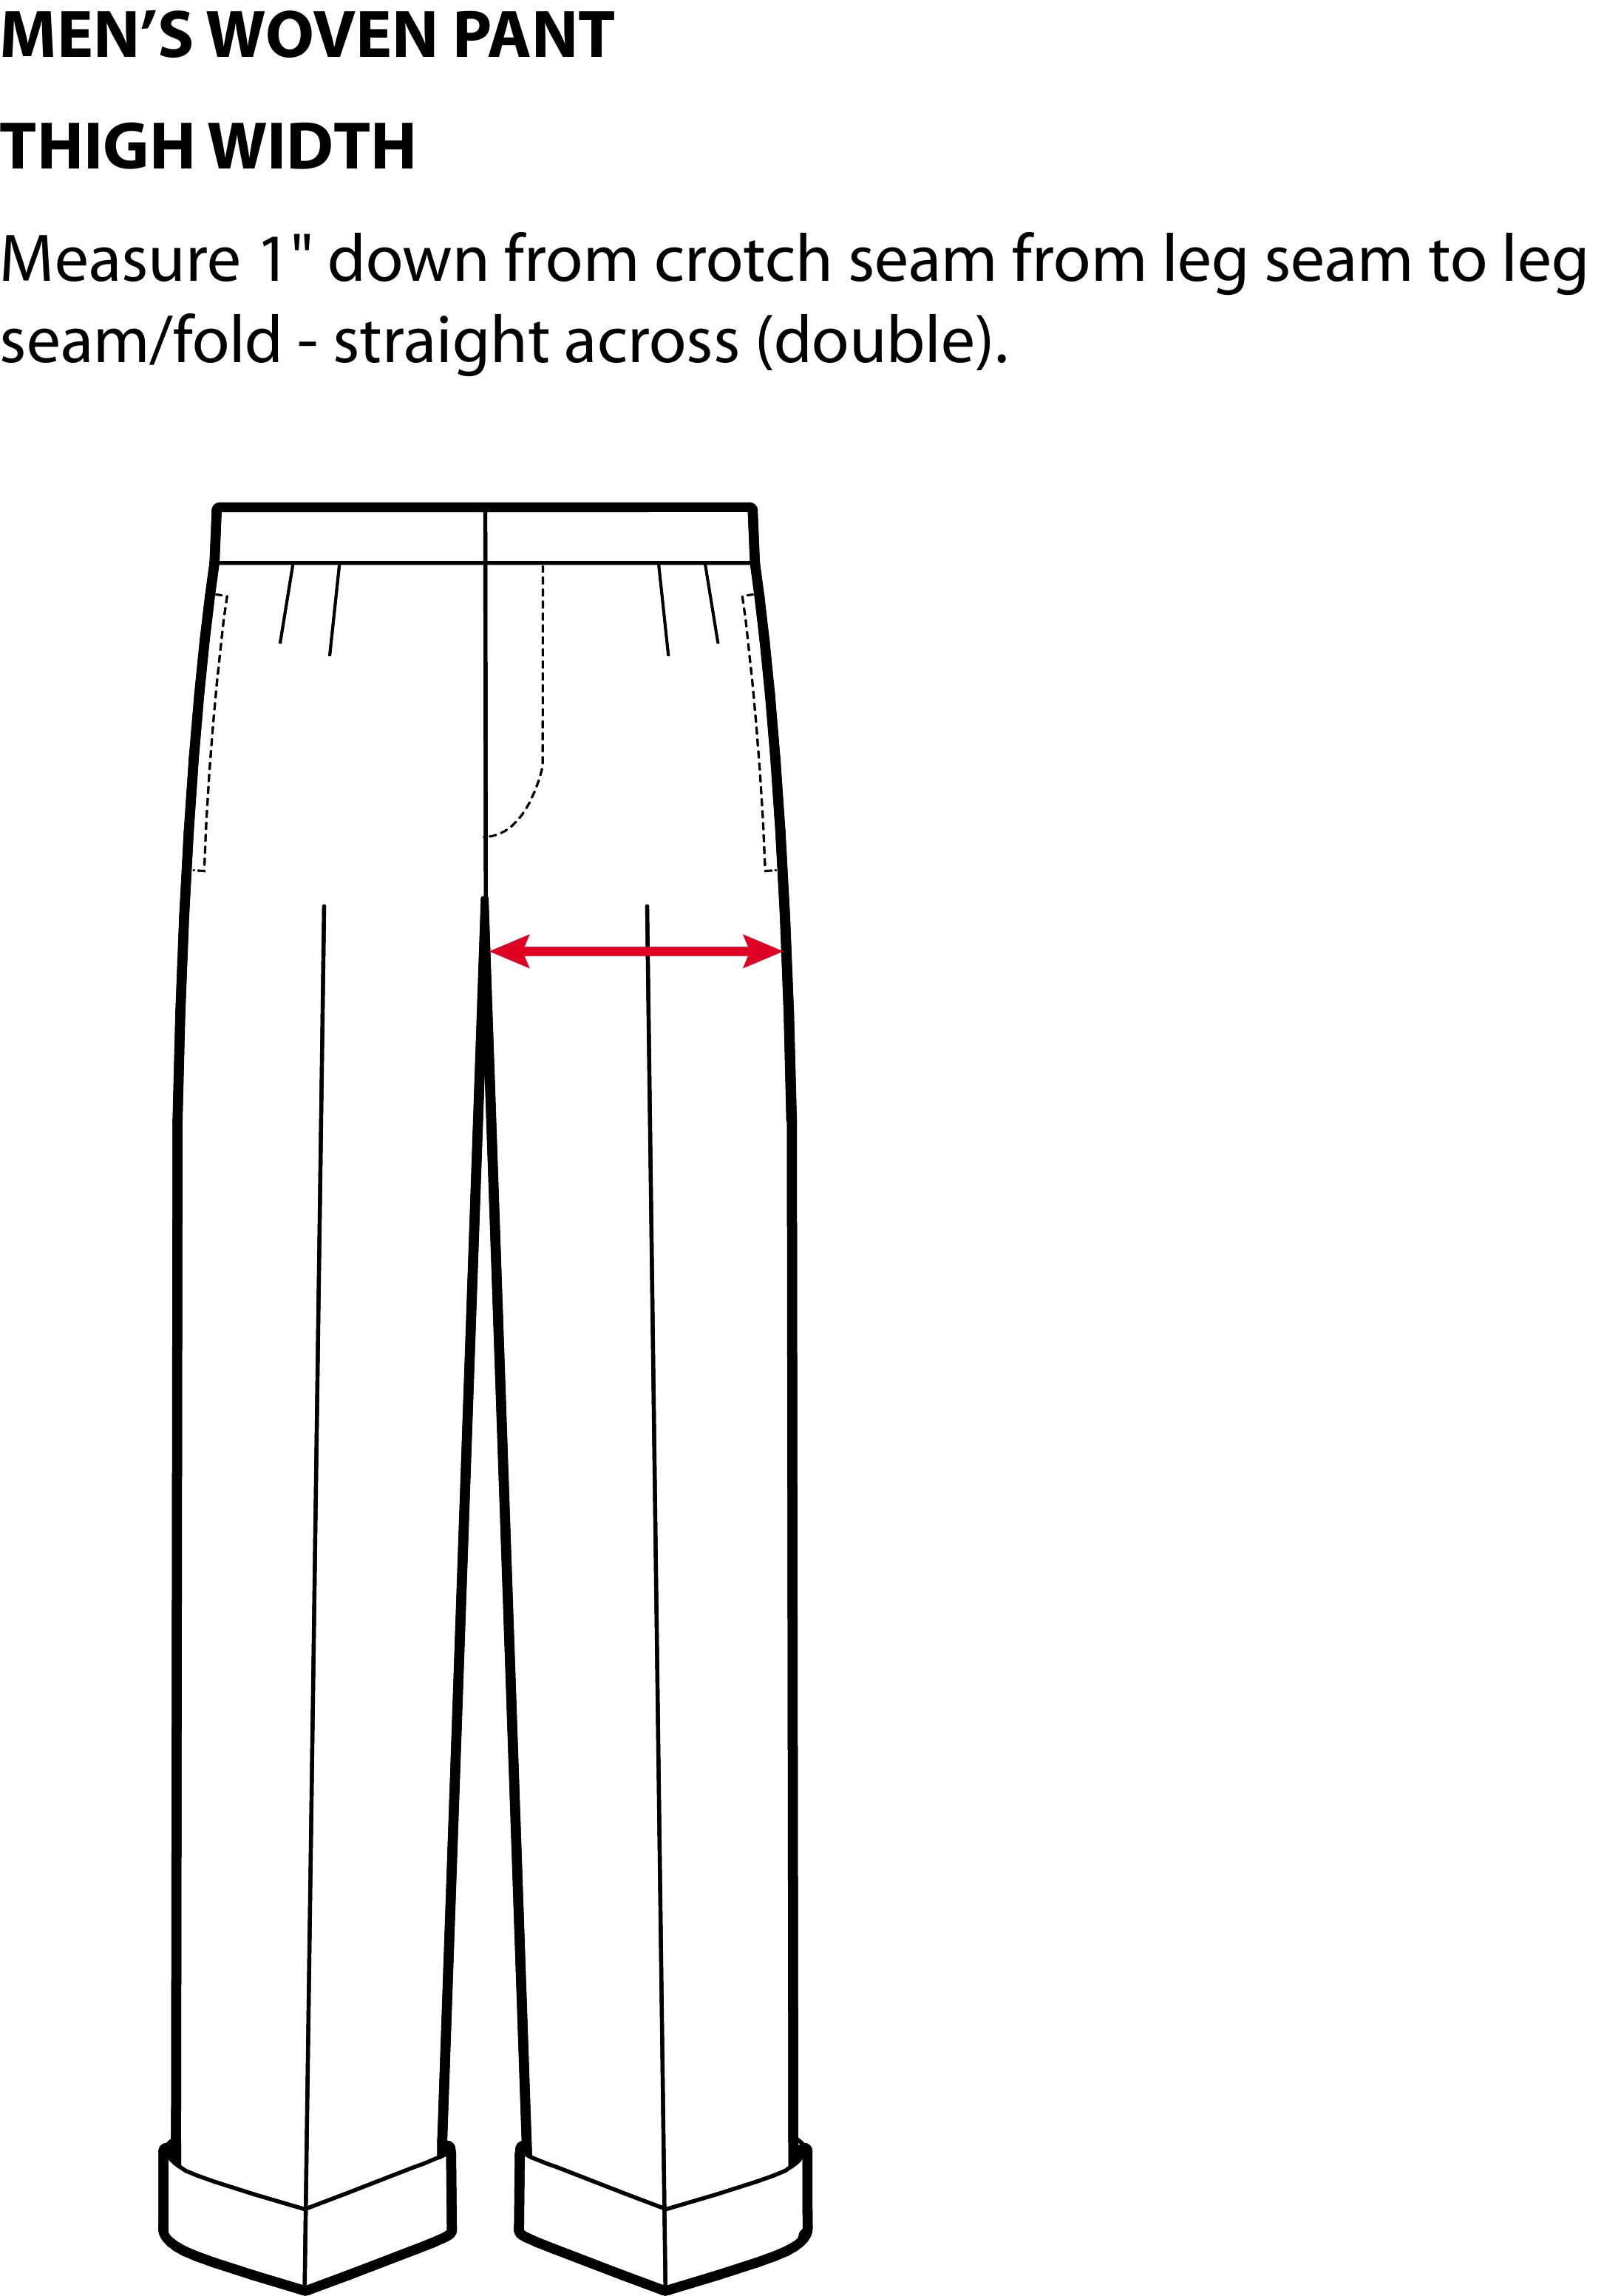 MEN’S WOVEN PANT
THIGH WIDTH
Measure 1" down from crotch seam from leg seam to leg
seam/fold - straight across (double).